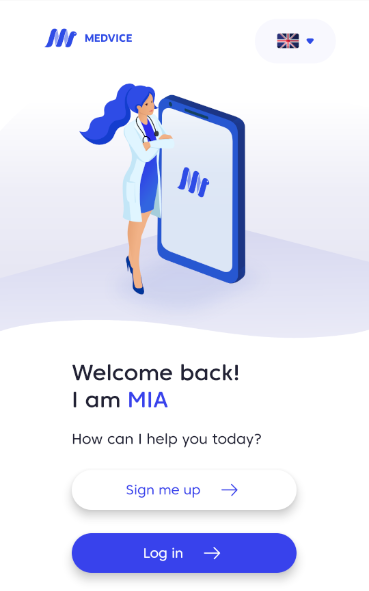 MEDVICE
Welcome back!
I am MIA
How can I help you today?
Sign me up
Log in